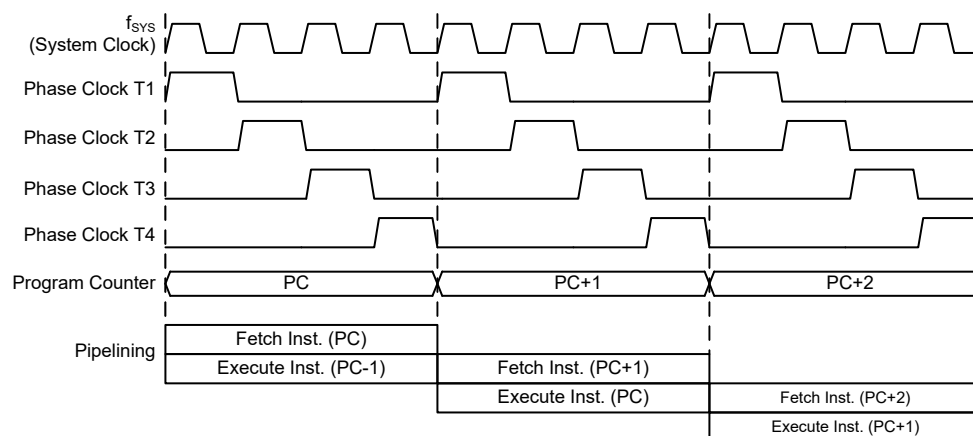 fSYS
(System Clock)
Phase Clock T1
Phase Clock T2
Phase Clock T3
Phase Clock T4
Program Counter PC PC+1 PC+2
Pipelining
Fetch Inst. (PC)
Execute Inst. (PC-1) Fetch Inst. (PC+1)
Execute Inst. (PC) Fetch Inst. (PC+2)
Execute Inst. (PC+1)